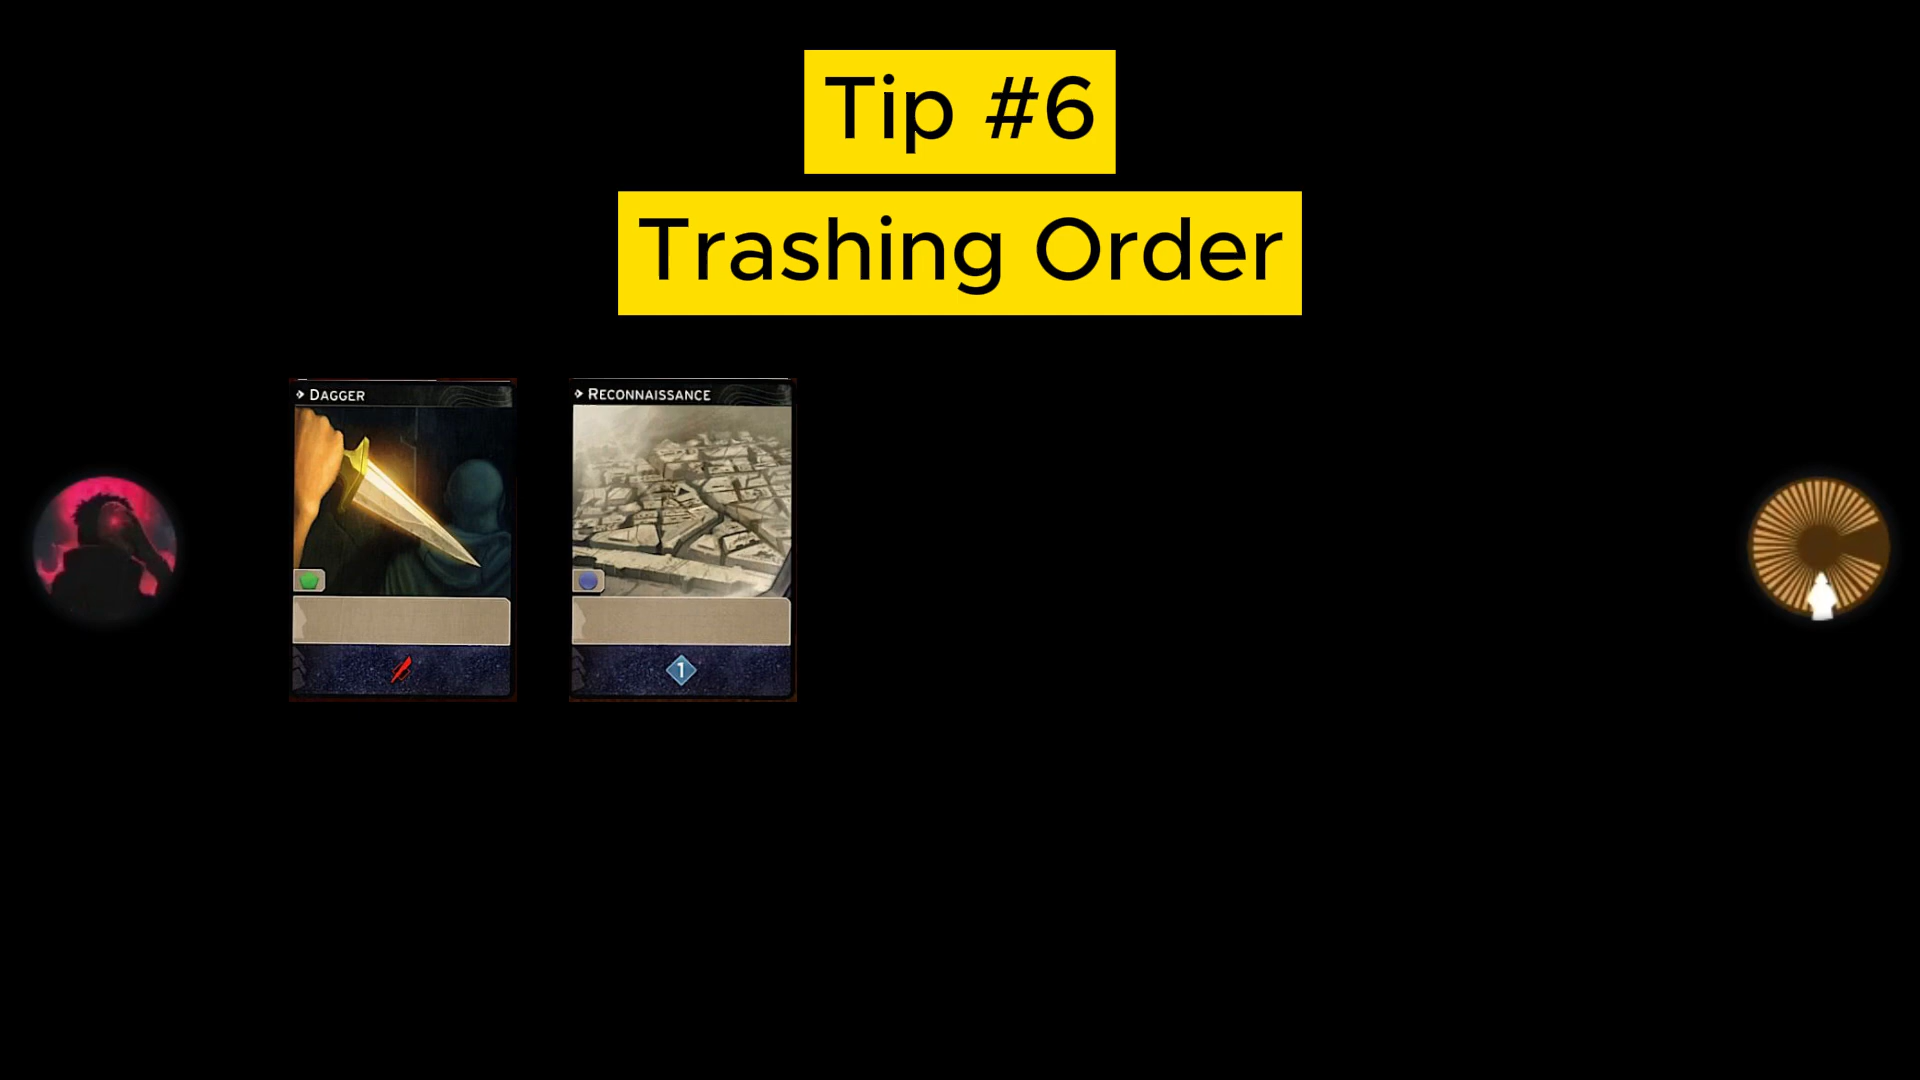 Tip #6
Trashing Order
DAGGER
RECONNAISSANCE
1